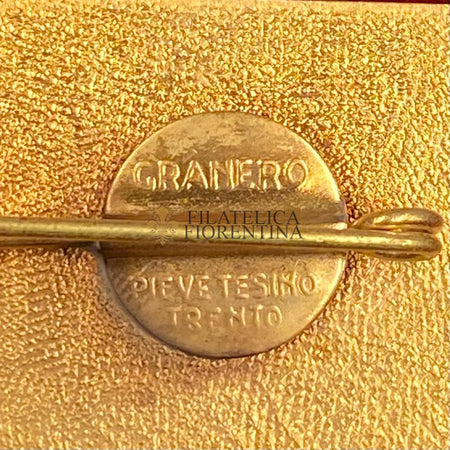 GRANERO
FILATELICA
FIORENTINA
PIEVE TESINO
TRENTO